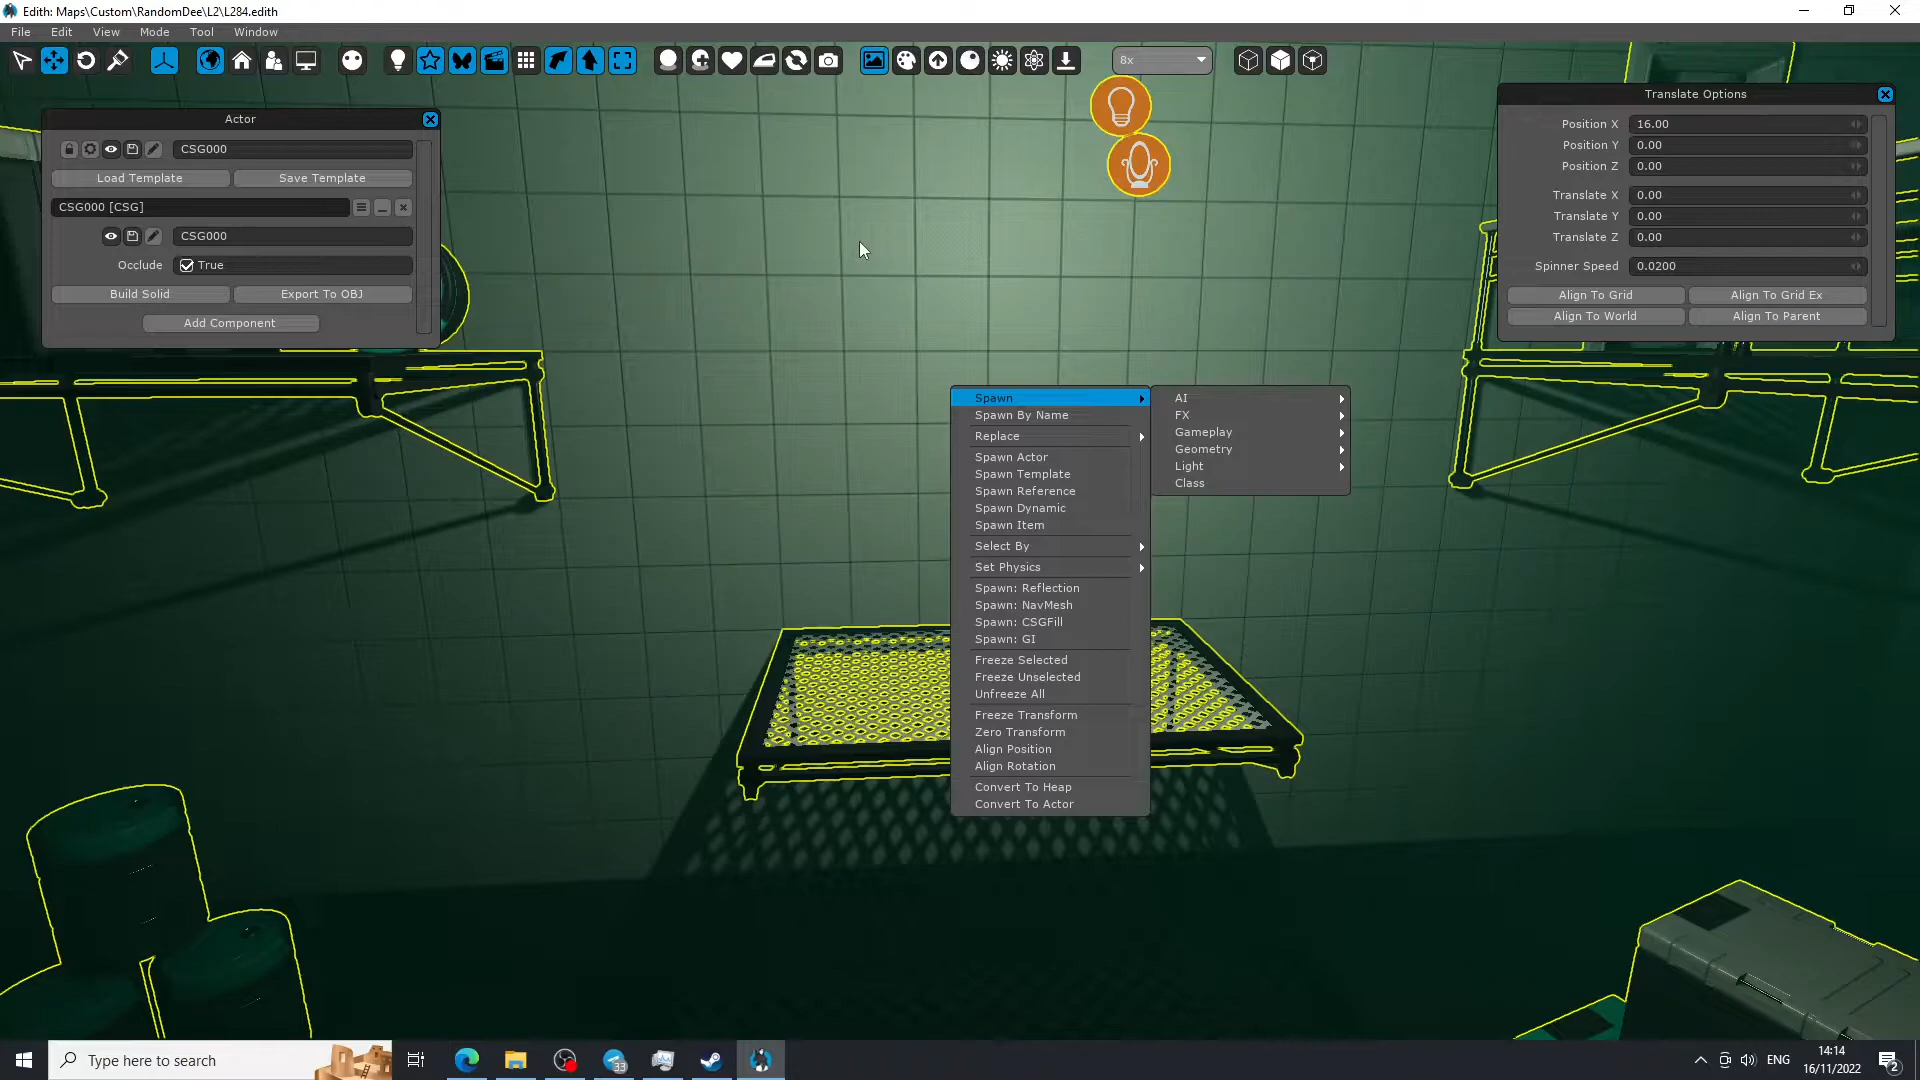 Edith: Maps\Custom\RandomDee\L2\L284.edith
File Edit View Mode Tool Window
8x
Actor
CSG000
Load Template Save Template
CSG000 [CSG]
CSG000
Occlude True
Build Solid Export To OBJ
Add Component
Translate Options
Position X 16.00
Position Y 0.00
Position Z 0.00
Translate X 0.00
Translate Y 0.00
Translate Z 0.00
Spinner Speed 0.0200
Align To Grid Align To Grid Ex
Align To World Align To Parent
Spawn
Spawn By Name
Replace
Spawn Actor
Spawn Template
Spawn Reference
Spawn Dynamic
Spawn Item
Select By
Set Physics
Spawn: Reflection
Spawn: NavMesh
Spawn: CSGFill
Spawn: GI
Freeze Selected
Freeze Unselected
Unfreeze All
Freeze Transform
Zero Transform
Align Position
Align Rotation
Convert To Heap
Convert To Actor
AI
FX
Gameplay
Geometry
Light
Class
Type here to search
33
ENG
14:14
16/11/2022
2